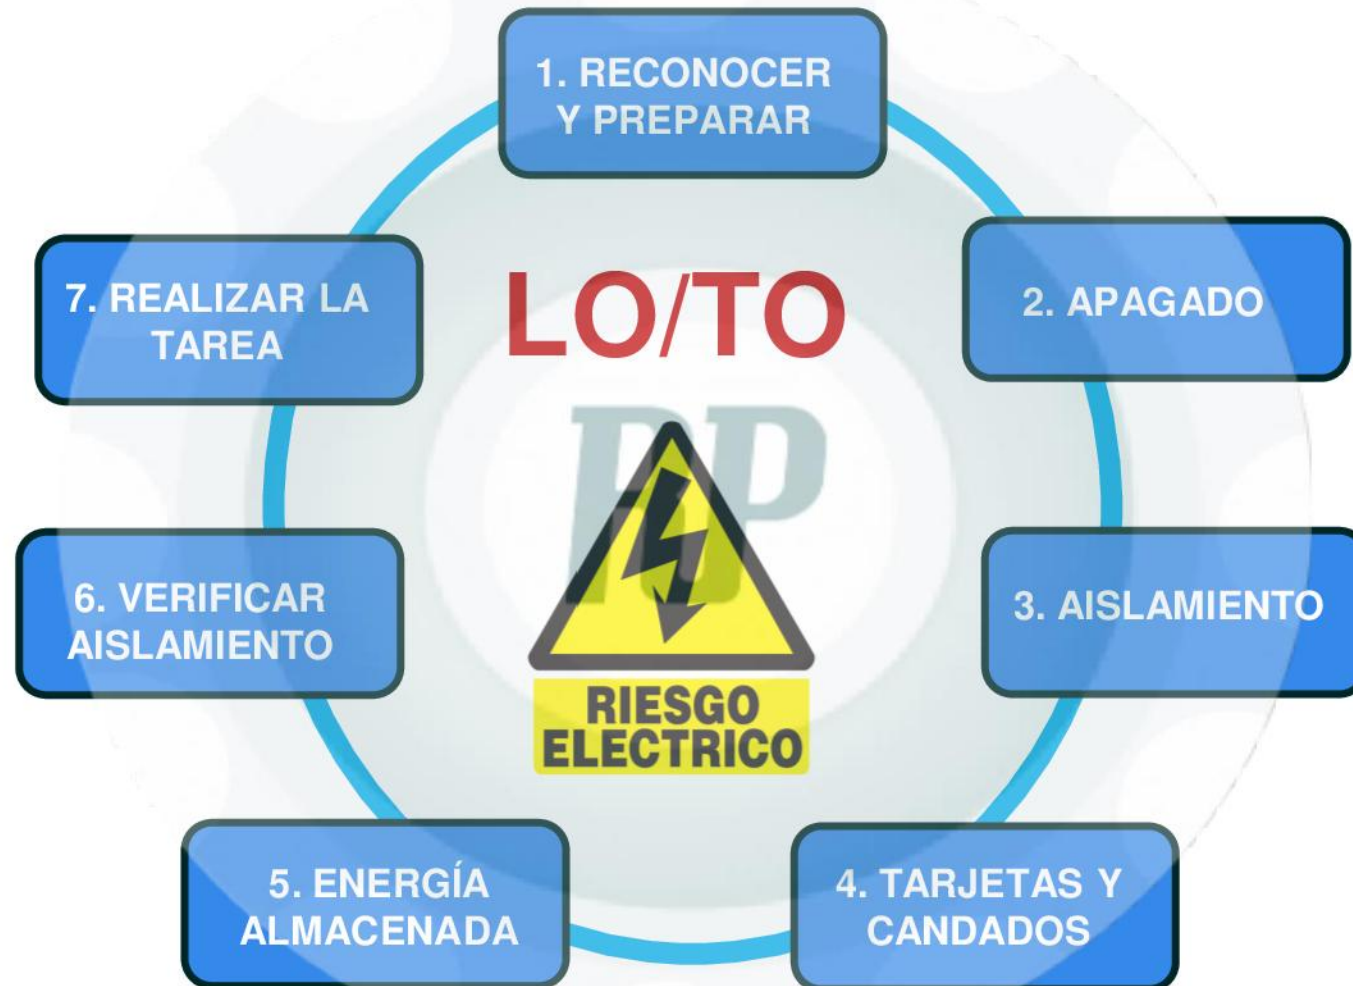 1. RECONOCER
Y PREPARAR
2. APAGADO
3. AISLAMIENTO
4. TARJETAS Y
CANDADOS
5. ENERGÍA
ALMACENADA
6. VERIFICAR
AISLAMIENTO
7. REALIZAR LA
TAREA
LO/TO
RIESGO
ELECTRICO